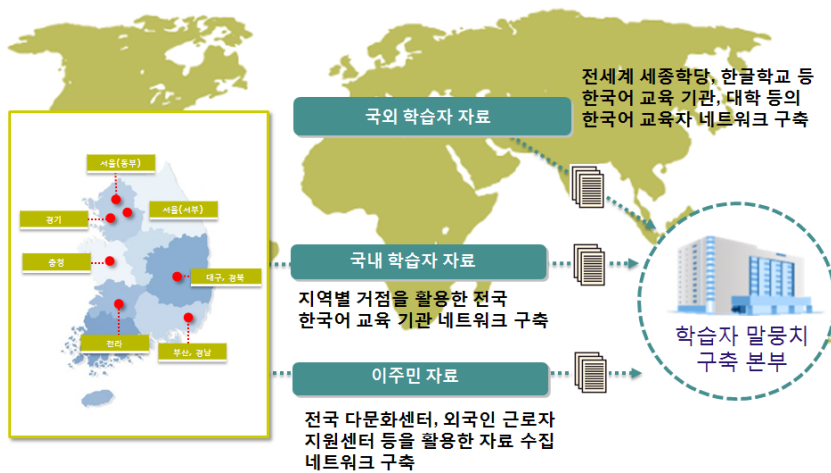 전세계 세종학당, 한글학교 등
한국어 교육 기관, 대학 등의
한국어 교육자 네트워크 구축
국외 학습자 자료
서울(동부)
서울(서부)
경기
충청
대구, 경북
전라
부산, 경남
국내 학습자 자료
지역별 거점을 활용한 전국
한국어 교육 기관 네트워크 구축
학습자 말뭉치
구축 본부
이주민 자료
전국 다문화센터, 외국인 근로자
지원센터 등을 활용한 자료 수집
네트워크 구축